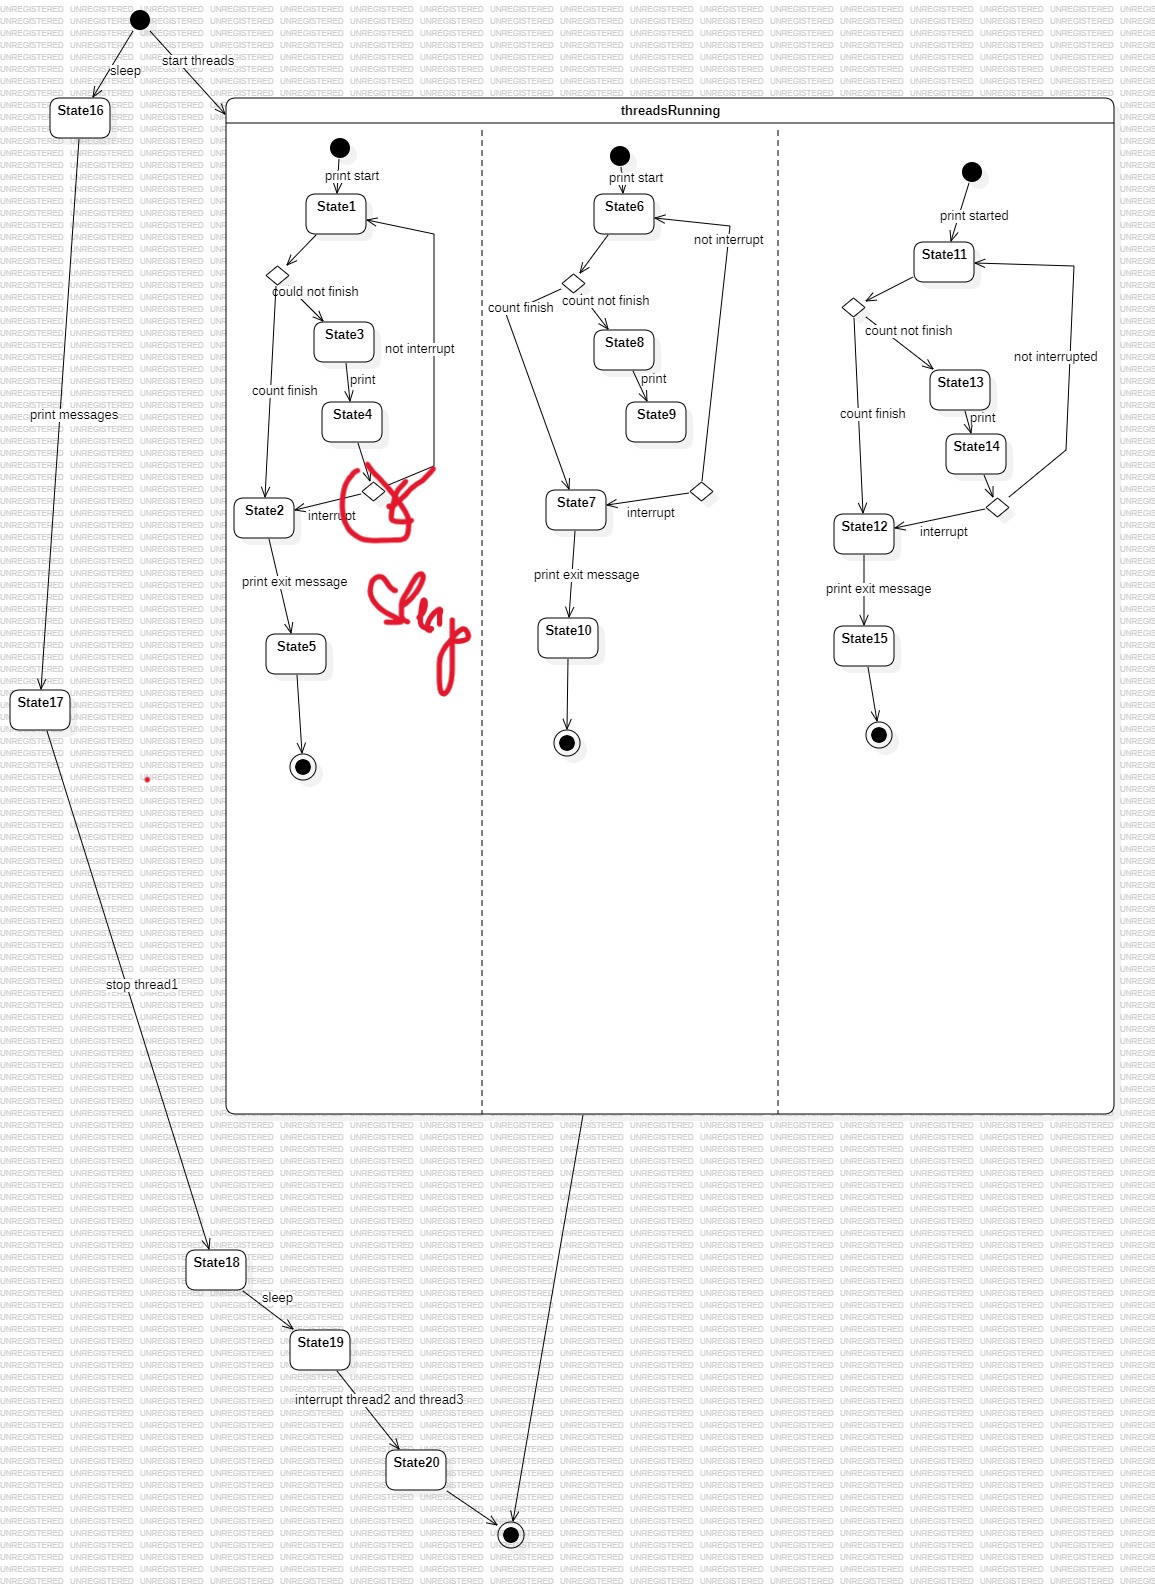 sleep
start threads
State16
threadsRunning
print start
State1
could not finish
State3
not interrupt
print
count finish
State4
State2
interrupt
print exit message
State5
print start
State6
not interrupt
count finish
count not finish
State8
print
State9
State7
interrupt
print exit message
State10
print started
State11
count not finish
not interrupted
State13
count finish
print
State14
State12
interrupt
print exit message
State15
print messages
State17
stop thread1
State18
sleep
State19
interrupt thread2 and thread3
State20
UNREGISTERED